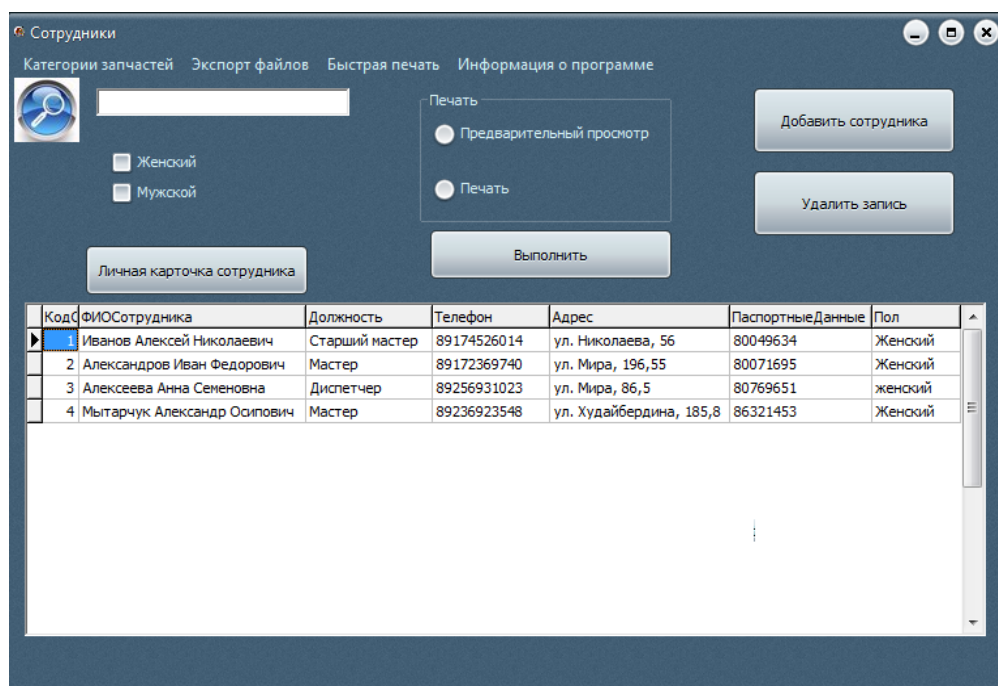 Сотрудники
Категории запчастей Экспорт файлов Быстрая печать Информация о программе
Печать
Предварительный просмотр
Добавить сотрудника
Женский
Мужской
Печать
Удалить запись
Выполнить
Личная карточка сотрудника
КодС ФИОСотрудника Должность Телефон Адрес ПаспортныеДанные Пол
1 Иванов Алексей Николаевич Старший мастер 89174526014 ул. Николаева, 56 80049634 Женский
2 Александров Иван Федорович Мастер 89172369740 ул. Мира, 196,55 80071695 Женский
3 Алексеева Анна Семеновна Диспетчер 89256931023 ул. Мира, 86,5 80769651 женский
4 Мытарчук Александр Осипович Мастер 89236923548 ул. Худайбердина, 185,8 86321453 Женский